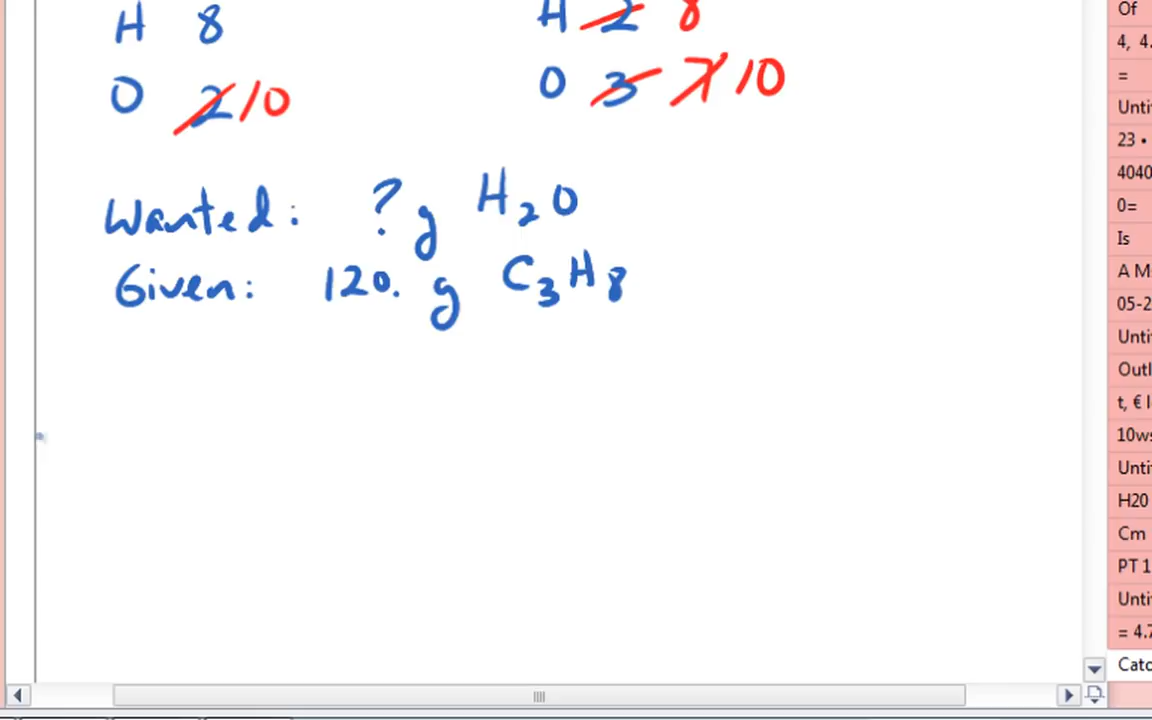 H 8 H 2 8
O 2 10 O 3 7 10
Wanted: ? g H₂O
Given: 120. g C₃H₈
Of
4, 4.
=
Unti
23 •
4040
0=
Is
A M
05-2
Unti
Outl
t, € l
10ws
Unti
H20
Cm
PT 1
Unti
= 4.7
Catc